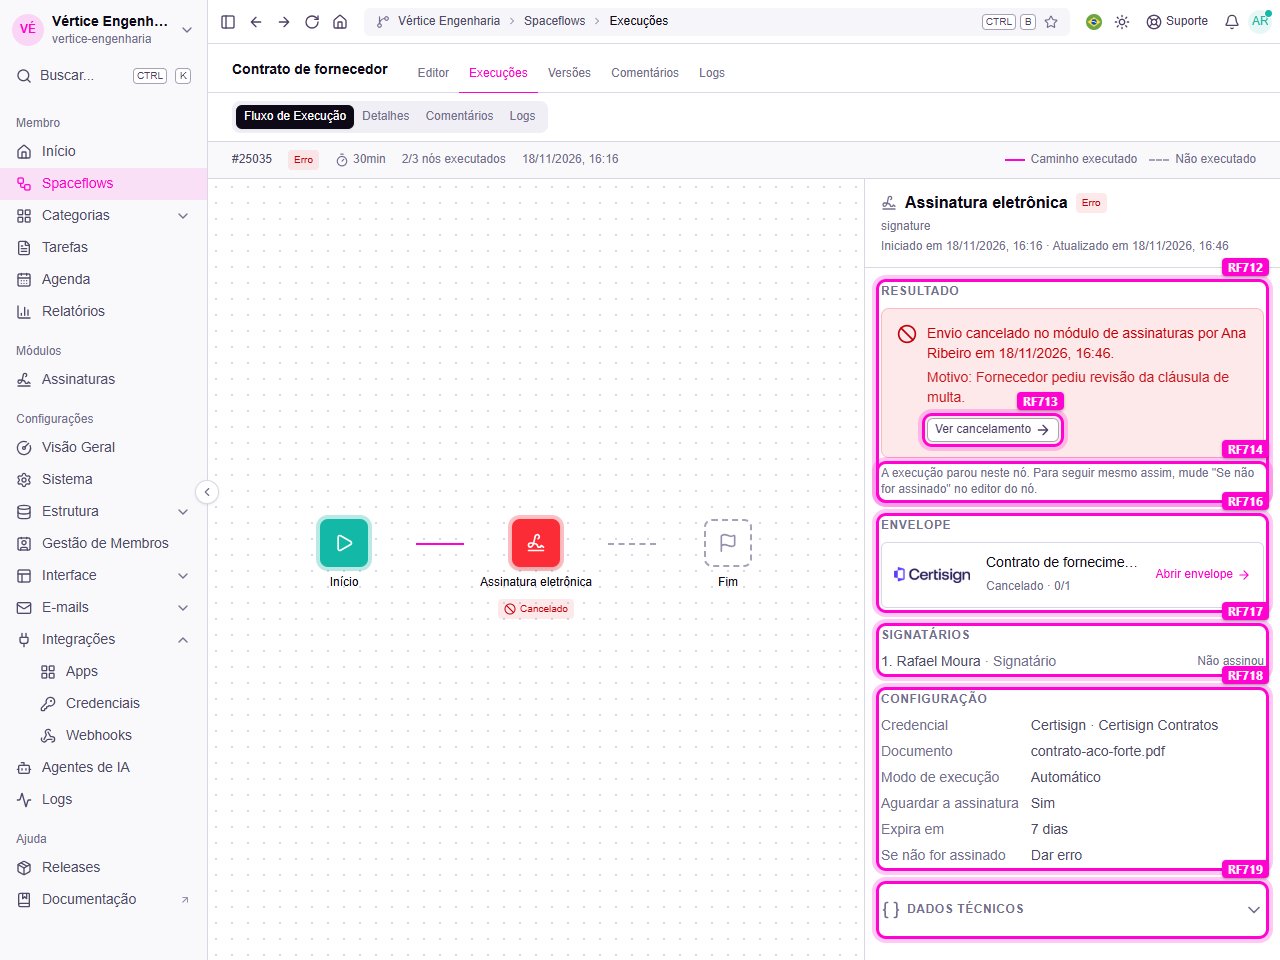 VÉ
Vértice Engenh...
vertice-engenharia
Buscar...
CTRL
K
Membro
Início
Spaceflows
Categorias
Tarefas
Agenda
Relatórios
Módulos
Assinaturas
Configurações
Visão Geral
Sistema
Estrutura
Gestão de Membros
Interface
E-mails
Integrações
Apps
Credenciais
Webhooks
Agentes de IA
Logs
Ajuda
Releases
Documentação
Vértice Engenharia
Spaceflows
Execuções
CTRL
B
Suporte
AR
Contrato de fornecedor
Editor
Execuções
Versões
Comentários
Logs
Fluxo de Execução
Detalhes
Comentários
Logs
#25035
Erro
30min
2/3 nós executados
18/11/2026, 16:16
Caminho executado
Não executado
Início
Assinatura eletrônica
Cancelado
Fim
Assinatura eletrônica
Erro
signature
Iniciado em 18/11/2026, 16:16 · Atualizado em 18/11/2026, 16:46
RF712
RESULTADO
Envio cancelado no módulo de assinaturas por Ana
Ribeiro em 18/11/2026, 16:46.
Motivo: Fornecedor pediu revisão da cláusula de
multa.
RF713
Ver cancelamento
RF714
A execução parou neste nó. Para seguir mesmo assim, mude "Se não
for assinado" no editor do nó.
RF716
ENVELOPE
Certisign
Contrato de fornecime...
Cancelado · 0/1
Abrir envelope
RF717
SIGNATÁRIOS
1. Rafael Moura · Signatário
Não assinou
RF718
CONFIGURAÇÃO
Credencial
Certisign · Certisign Contratos
Documento
contrato-aco-forte.pdf
Modo de execução
Automático
Aguardar a assinatura
Sim
Expira em
7 dias
Se não for assinado
Dar erro
RF719
{ } DADOS TÉCNICOS